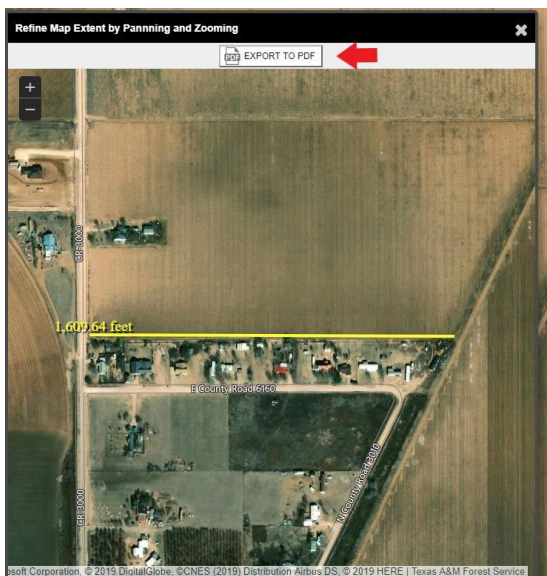 Refine Map Extent by Pannning and Zooming
PDF EXPORT TO PDF
+
−
CR 3000
1,609.64 feet
E County Road 6160
N County Road 3010
CR 3000
osoft Corporation, © 2019 DigitalGlobe, ©CNES (2019) Distribution Airbus DS, © 2019 HERE | Texas A&M Forest Service